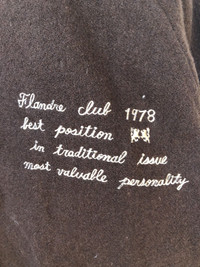 Flandre club 1978
best position
in traditional issue
most valuable personality